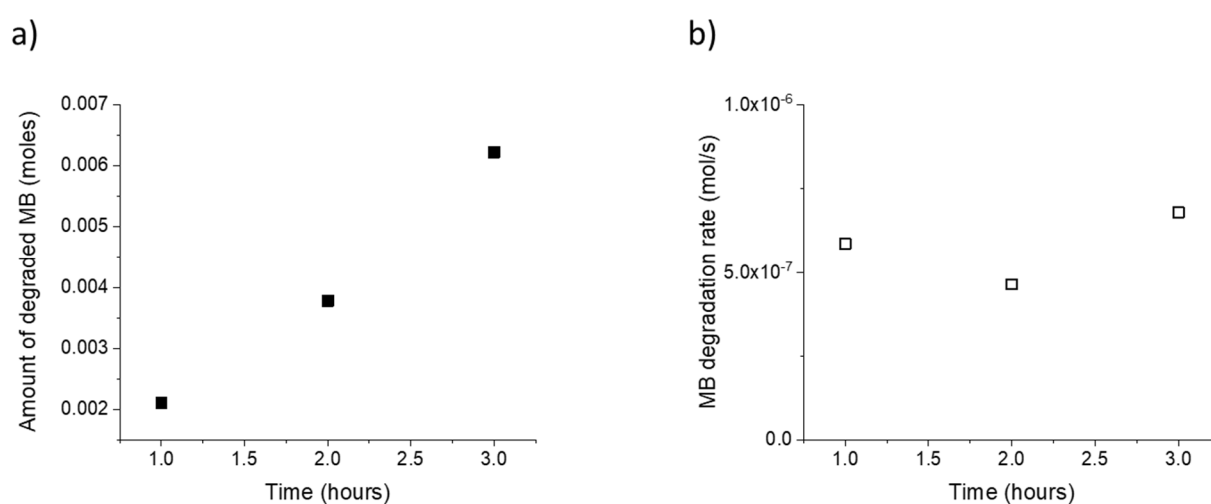 a)
Amount of degraded MB (moles)
0.007
0.006
0.005
0.004
0.003
0.002
1.0 1.5 2.0 2.5 3.0
Time (hours)
b)
MB degradation rate (mol/s)
1.0x10⁻⁶
5.0x10⁻⁷
0.0
1.0 1.5 2.0 2.5 3.0
Time (hours)